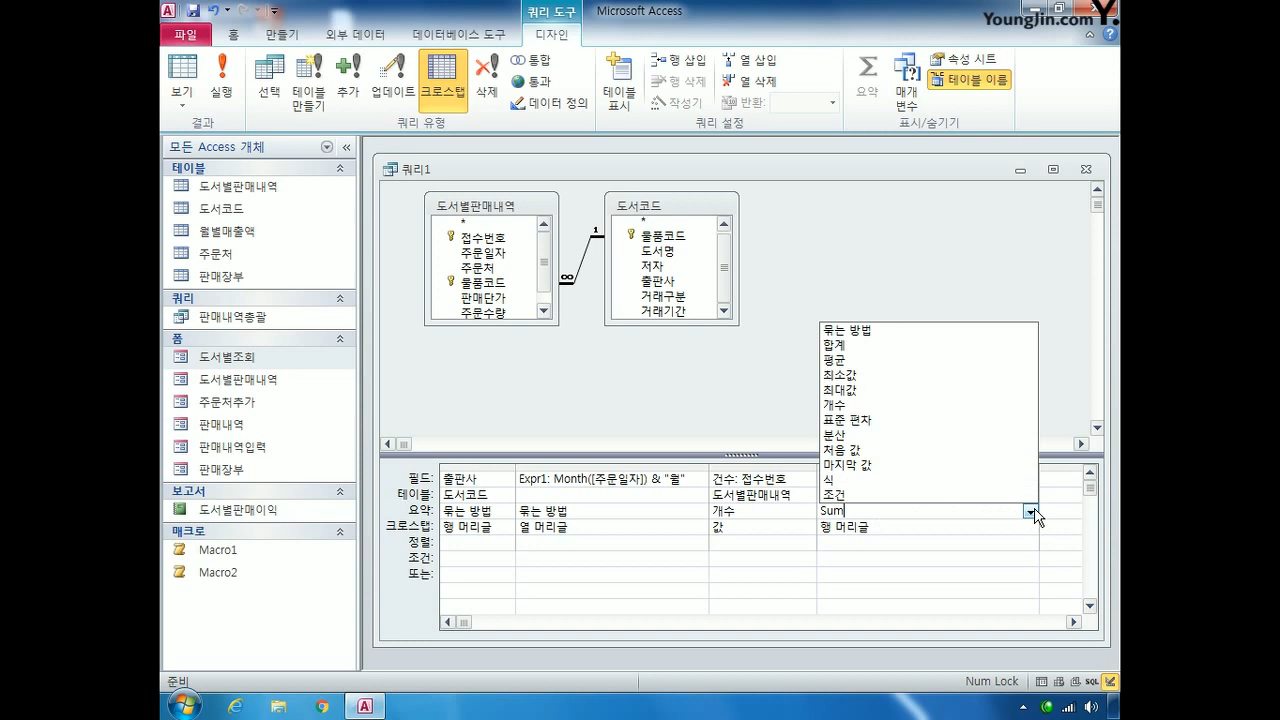 쿼리 도구
Microsoft Access
YoungJin.com Y.
파일
홈
만들기
외부 데이터
데이터베이스 도구
디자인
보기
실행
결과
선택
테이블 만들기
추가
업데이트
크로스탭
삭제
통합
통과
데이터 정의
쿼리 유형
테이블 표시
행 삽입
행 삭제
작성기
열 삽입
열 삭제
반환:
쿼리 설정
요약
매개 변수
속성 시트
테이블 이름
표시/숨기기
모든 Access 개체
테이블
도서별판매내역
도서코드
월별매출액
주문처
판매장부
쿼리
판매내역총괄
폼
도서별조회
도서별판매내역
주문처추가
판매내역
판매내역입력
판매장부
보고서
도서별판매이익
매크로
Macro1
Macro2
쿼리1
도서별판매내역
*
접수번호
주문일자
주문처
물품코드
판매단가
주문수량
1
∞
도서코드
*
물품코드
도서명
저자
출판사
거래구분
거래기간
묶는 방법
합계
평균
최소값
최대값
개수
표준 편차
분산
처음 값
마지막 값
식
조건
필드: 출판사 Expr1: Month([주문일자]) & "월" 건수: 접수번호
테이블: 도서코드 도서별판매내역
요약: 묶는 방법 묶는 방법 개수 Sum
크로스탭: 행 머리글 열 머리글 값 행 머리글
정렬:
조건:
또는:
준비
Num Lock
SQL